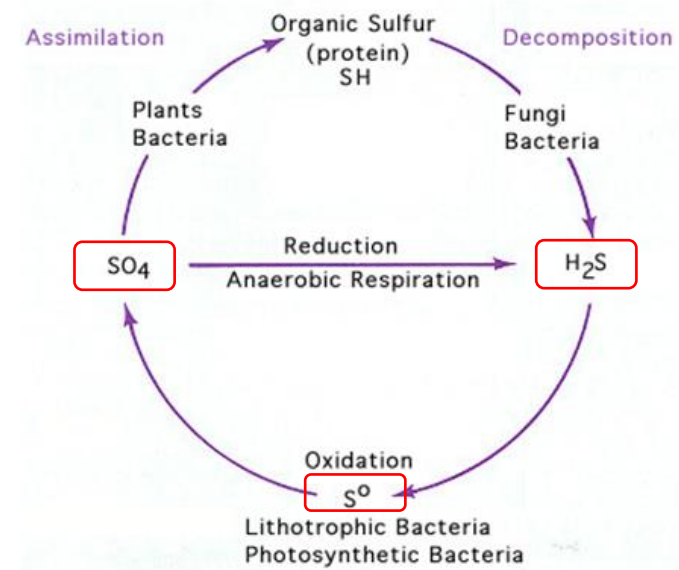 Assimilation
Organic Sulfur
(protein)
SH
Decomposition
Plants
Bacteria
Fungi
Bacteria
SO4
Reduction
Anaerobic Respiration
H2S
Oxidation
S°
Lithotrophic Bacteria
Photosynthetic Bacteria